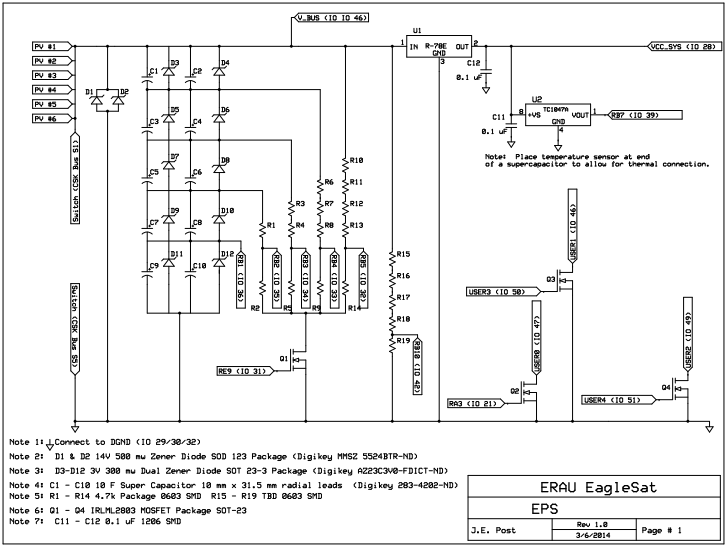 V_BUS (IO IO 46)
U1
PV #1
PV #2
PV #3
PV #4
PV #5
PV #6
1 IN R-78E OUT 2
GND
3
VCC_SYS (IO 28)
C12
0.1 uF
U2
TC1047A
8 +VS VOUT 1
GND
4
RB7 (IO 39)
C11
0.1 uF
Note: Place temperature sensor at end
of a supercapacitor to allow for thermal connection.
D1 D2
C1 D3 C2 D4
C3 D5 C4 D6
C5 D7 C6 D8
C7 D9 C8 D10
C9 D11 C10 D12
Switch (CSK Bus S1)
Switch (CSK Bus S5)
R10
R6 R11
R3 R7 R12
R1 R4 R8 R13
RB1 (IO 36)
RB2 (IO 35)
RB3 (IO 34)
RB4 (IO 33)
RB5 (IO 32)
R2 R5 R9 R14
R15
R16
R17
R18
R19
RB10 (IO 42)
Q1
RE9 (IO 31)
USER1 (IO 46)
Q3
USER3 (IO 50)
USER0 (IO 47)
Q2
RA3 (IO 21)
USER2 (IO 49)
Q4
USER4 (IO 51)
Note 1: Connect to DGND (IO 29/30/32)
Note 2: D1 & D2 14V 500 mw Zener Diode SOD 123 Package (Digikey MMSZ 5524BTR-ND)
Note 3: D3-D12 3V 300 mw Dual Zener Diode SOT 23-3 Package (Digikey AZ23C3V0-FDICT-ND)
Note 4: C1 - C10 10 F Super Capacitor 10 mm x 31.5 mm radial leads (Digikey 283-4202-ND)
Note 5: R1 - R14 4.7k Package 0603 SMD R15 - R19 TBD 0603 SMD
Note 6: Q1 - Q4 IRLML2803 MOSFET Package SOT-23
Note 7: C11 - C12 0.1 uF 1206 SMD
ERAU EagleSat
EPS
J.E. Post
Rev 1.0
3/6/2014
Page # 1